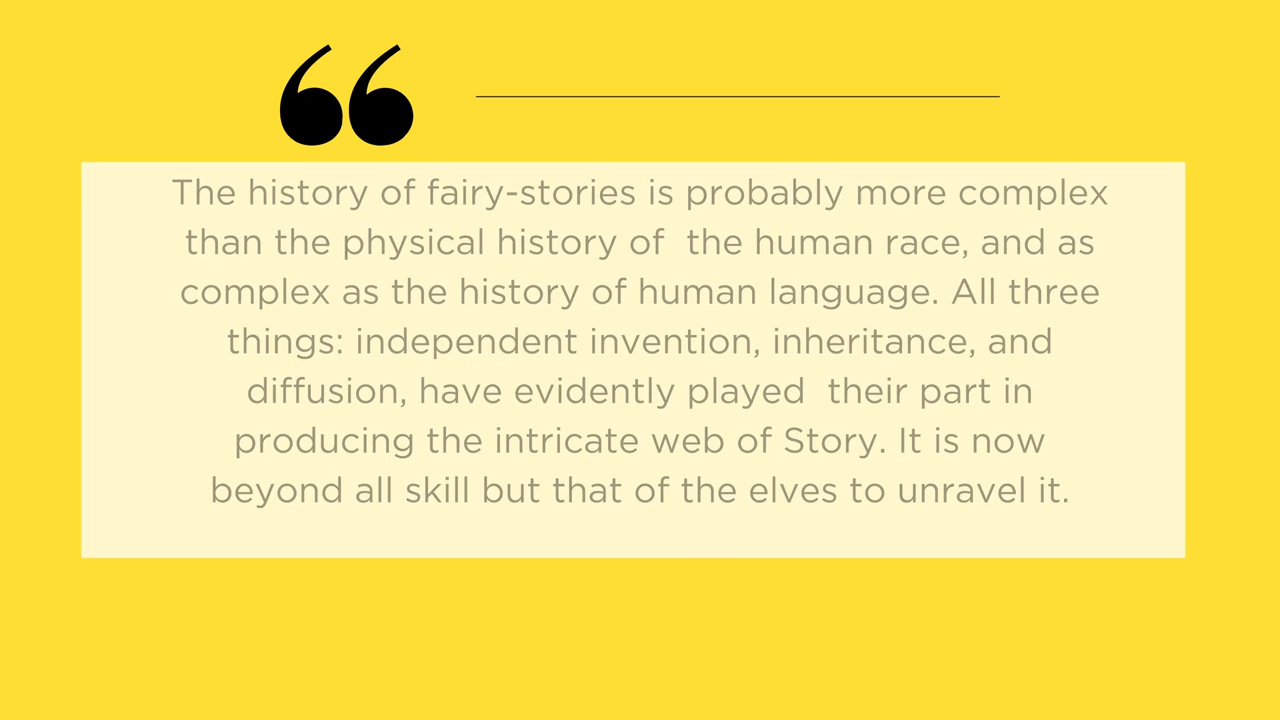 “
The history of fairy-stories is probably more complex
than the physical history of  the human race, and as
complex as the history of human language. All three
things: independent invention, inheritance, and
diffusion, have evidently played  their part in
producing the intricate web of Story. It is now
beyond all skill but that of the elves to unravel it.